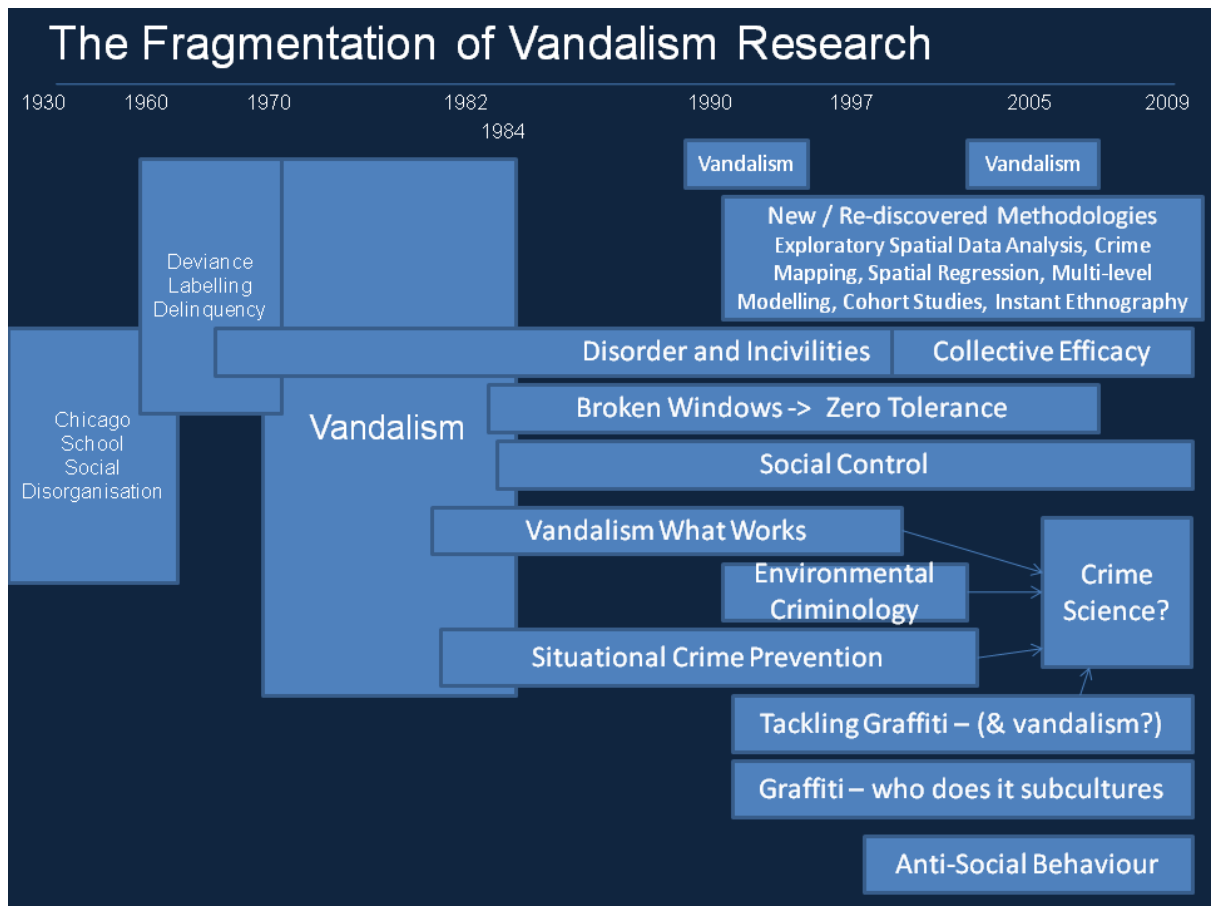 The Fragmentation of Vandalism Research
1930 1960 1970 1982 1990 1997 2005 2009
1984
Vandalism Vandalism
New / Re-discovered Methodologies
Exploratory Spatial Data Analysis, Crime
Mapping, Spatial Regression, Multi-level
Modelling, Cohort Studies, Instant Ethnography
Deviance
Labelling
Delinquency
Disorder and Incivilities
Collective Efficacy
Chicago
School
Social
Disorganisation
Vandalism
Broken Windows -> Zero Tolerance
Social Control
Vandalism What Works
Environmental
Criminology
Crime
Science?
Situational Crime Prevention
Tackling Graffiti – (& vandalism?)
Graffiti – who does it subcultures
Anti-Social Behaviour